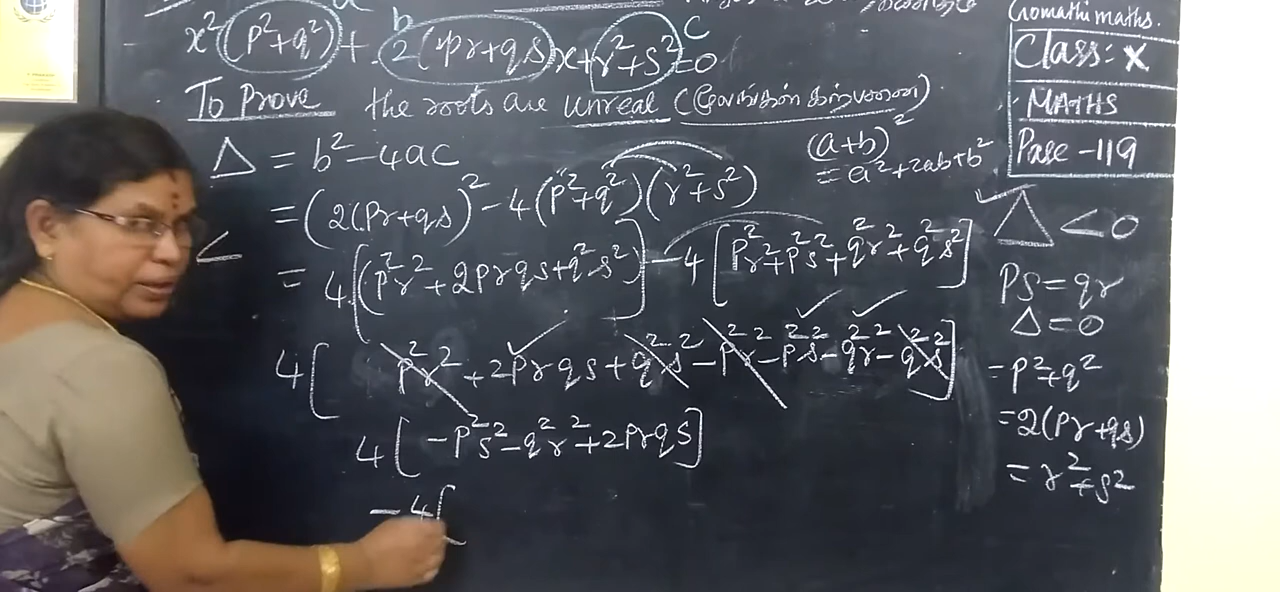 x²(p²+q²)+2(pr+qs)x+r²+s²=0
a
b
C
To Prove the roots are unreal
Δ = b²-4ac
= (2(pr+qs)² - 4(p²+q²)(r²+s²)
<
= 4[(p²r²+2prqs+q²s²)] - 4[p²r²+p²s²+q²r²+q²s²]
4[ p²r²+2prqs+q²s²-p²r²-p²s²-q²r²-q²s²]
4[-p²s²-q²r²+2prqs]
-4[
(a+b)²
= a²+2ab+b²
Gomathi maths.
Class: X
MATHS
Page -119
Δ<0
PS=qr
Δ=0
=p²+q²
=2(pr+qs)
=r²+s²